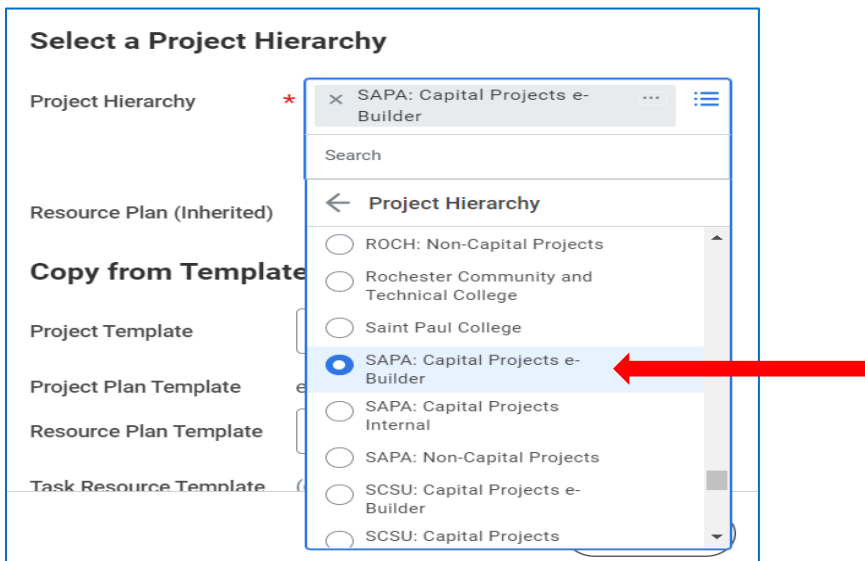 Select a Project Hierarchy
Project Hierarchy *
× SAPA: Capital Projects e-
Builder
Search
Project Hierarchy
Resource Plan (Inherited)
ROCH: Non-Capital Projects
Rochester Community and
Technical College
Copy from Template
Saint Paul College
Project Template
SAPA: Capital Projects e-
Builder
Project Plan Template
SAPA: Capital Projects
Internal
Resource Plan Template
SAPA: Non-Capital Projects
Task Resource Template
SCSU: Capital Projects e-
Builder
SCSU: Capital Projects